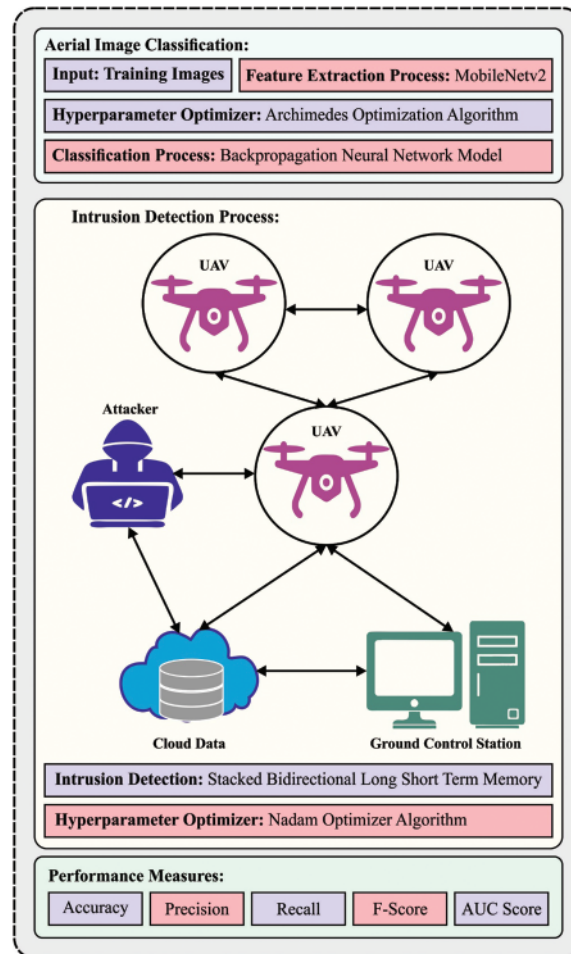 Aerial Image Classification:
Input: Training Images
Feature Extraction Process: MobileNetv2
Hyperparameter Optimizer: Archimedes Optimization Algorithm
Classification Process: Backpropagation Neural Network Model
Intrusion Detection Process:
UAV
UAV
Attacker
UAV
</>
Cloud Data
Ground Control Station
Intrusion Detection: Stacked Bidirectional Long Short Term Memory
Hyperparameter Optimizer: Nadam Optimizer Algorithm
Performance Measures:
Accuracy
Precision
Recall
F-Score
AUC Score